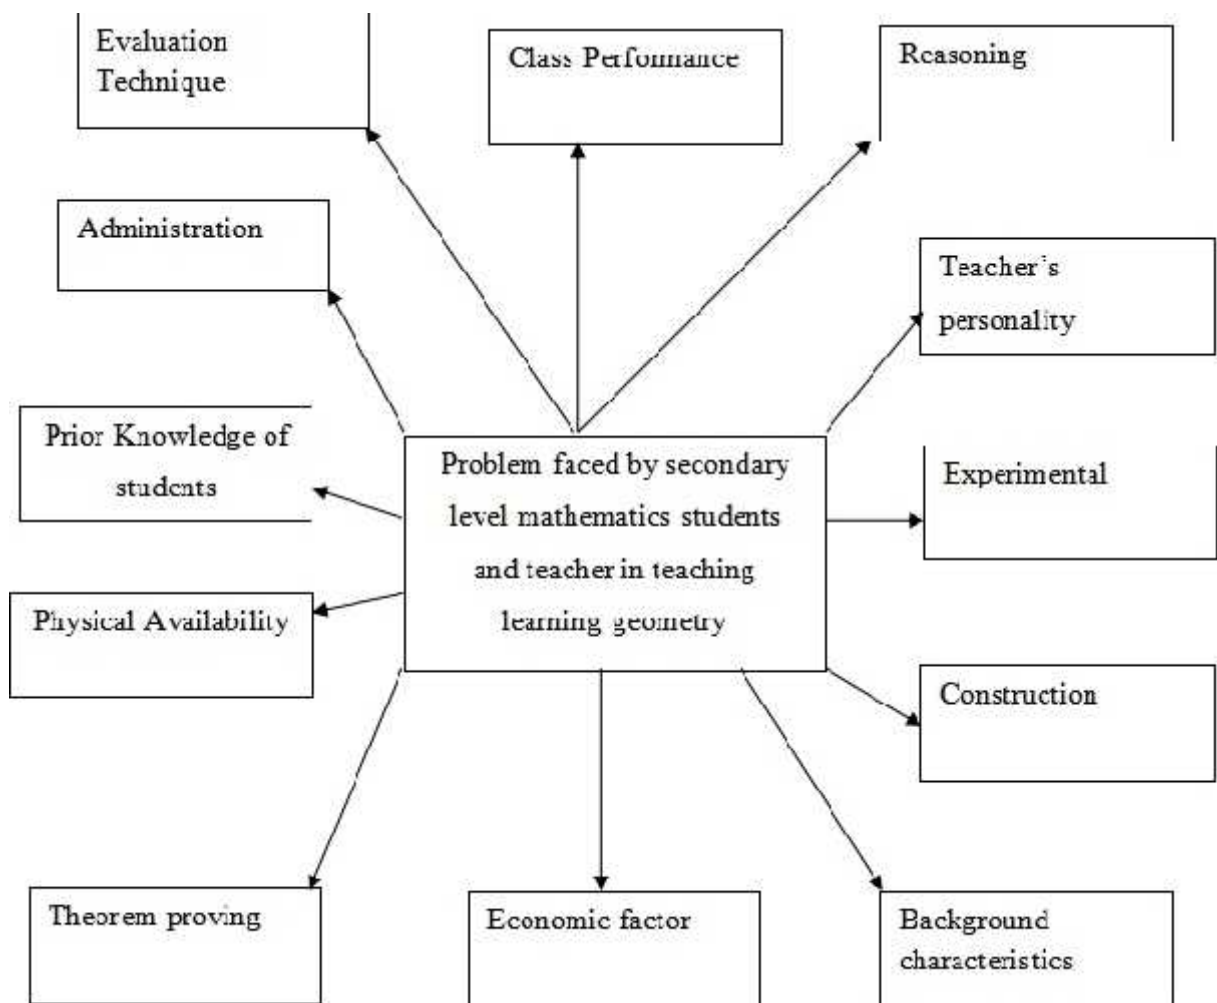 Evaluation
Technique
Class Performance
Reasoning
Administration
Teacher's
personality
Prior Knowledge of
students
Problem faced by secondary
level mathematics students
and teacher in teaching
learning geometry
Experimental
Physical Availability
Construction
Theorem proving
Economic factor
Background
characteristics